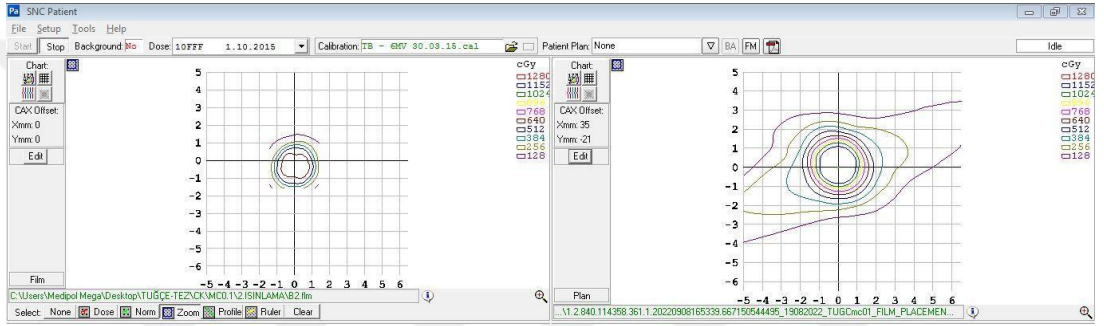 Pa SNC Patient
File Setup Tools Help
Start Stop Background: No Dose: 10FFF 1.10.2015 Calibration: TB - 6MV 30.03.15.cal Patient Plan: None BA FM Idle
Chart:
CAX Offset:
Xmm: 0
Ymm: 0
Edit
Film
5
4
3
2
1
0
-1
-2
-3
-4
-5
-6
-5 -4 -3 -2 -1 0 1 2 3 4 5 6
cGy
1280
1152
1024
896
768
640
512
384
256
128
C:\Users\Medipol Mega\Desktop\TUĞÇE-TEZ\CK\MC0.1\2.ISINLAMA\B2.flm
Select: None Dose Norm Zoom Profile Ruler Clear
Chart:
CAX Offset:
Xmm: 35
Ymm: -21
Edit
Plan
5
4
3
2
1
0
-1
-2
-3
-4
-5
-6
-5 -4 -3 -2 -1 0 1 2 3 4 5 6
cGy
1280
1152
1024
896
768
640
512
384
256
128
...\1.2.840.114358.361.1.20220908165339.667150544495_19082022_TUGCmc01_FILM_PLACEMEN...